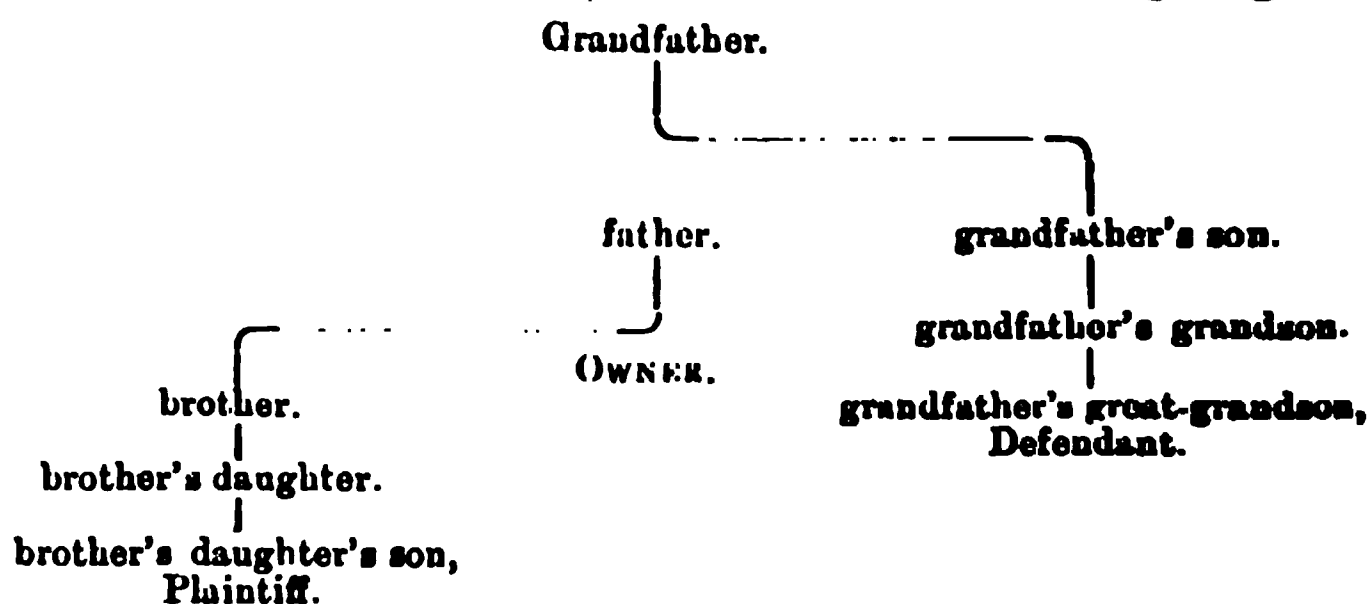 Grandfather.
father.
grandfather's son.
grandfather's grandson.
OWNER.
brother.
grandfather's great-grandson,
Defendant.
brother's daughter.
brother's daughter's son,
Plaintiff.